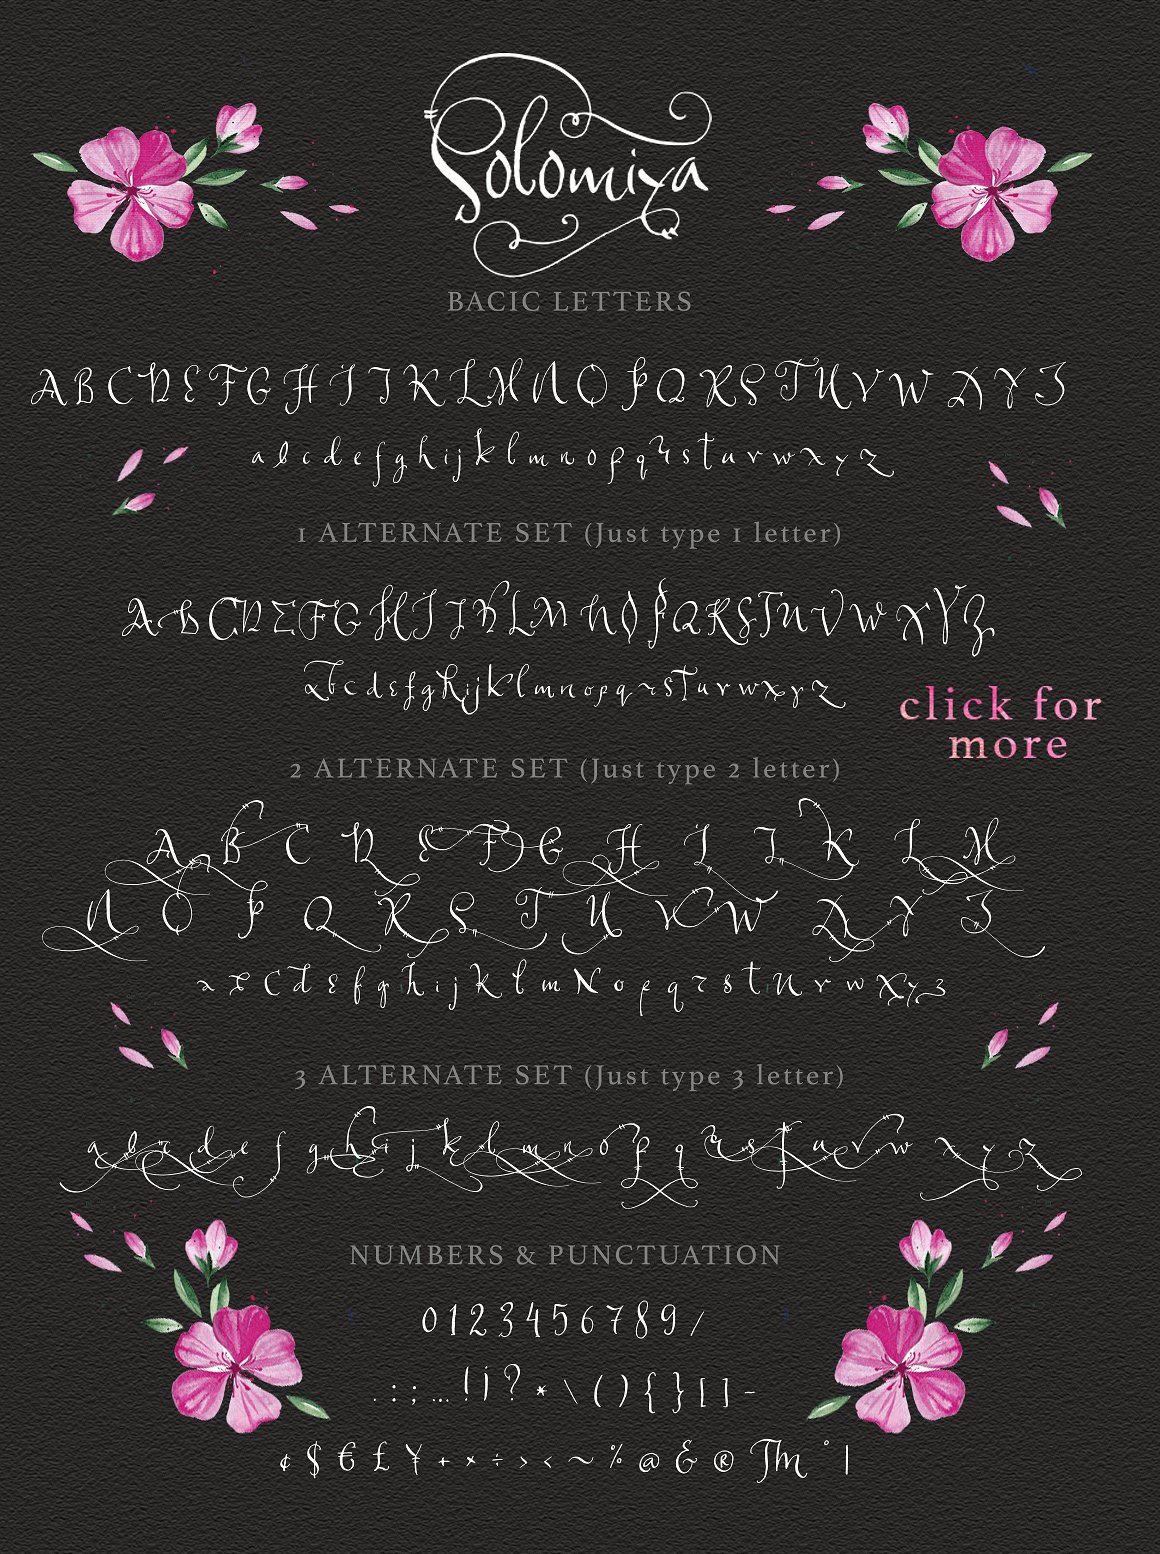 Solomiya
BACIC LETTERS
A B C D E F G H I J K L M N O P Q R S T U V W X Y Z
a b c d e f g h i j k l m n o p q r s t u v w x y z
1 ALTERNATE SET (Just type 1 letter)
A B C D E F G H I J K L M N O P Q R S T U V W X Y Z
a b c d e f g h i j k l m n o p q r s t u v w x y z
click for
more
2 ALTERNATE SET (Just type 2 letter)
A B C D E F G H I J K L M
N O P Q R S T U V W X Y Z
a b c d e f g h i j k l m n o p q r s t u v w x y z
3 ALTERNATE SET (Just type 3 letter)
a b c d e f g h i j k l m n o p q r s t u v w x y z
NUMBERS & PUNCTUATION
0 1 2 3 4 5 6 7 8 9 /
. : ; ... ! ¡ ? * \ ( ) { } [ ] -
¢ $ € £ ¥ + × ÷ > < ~ % @ & ® TM ° |